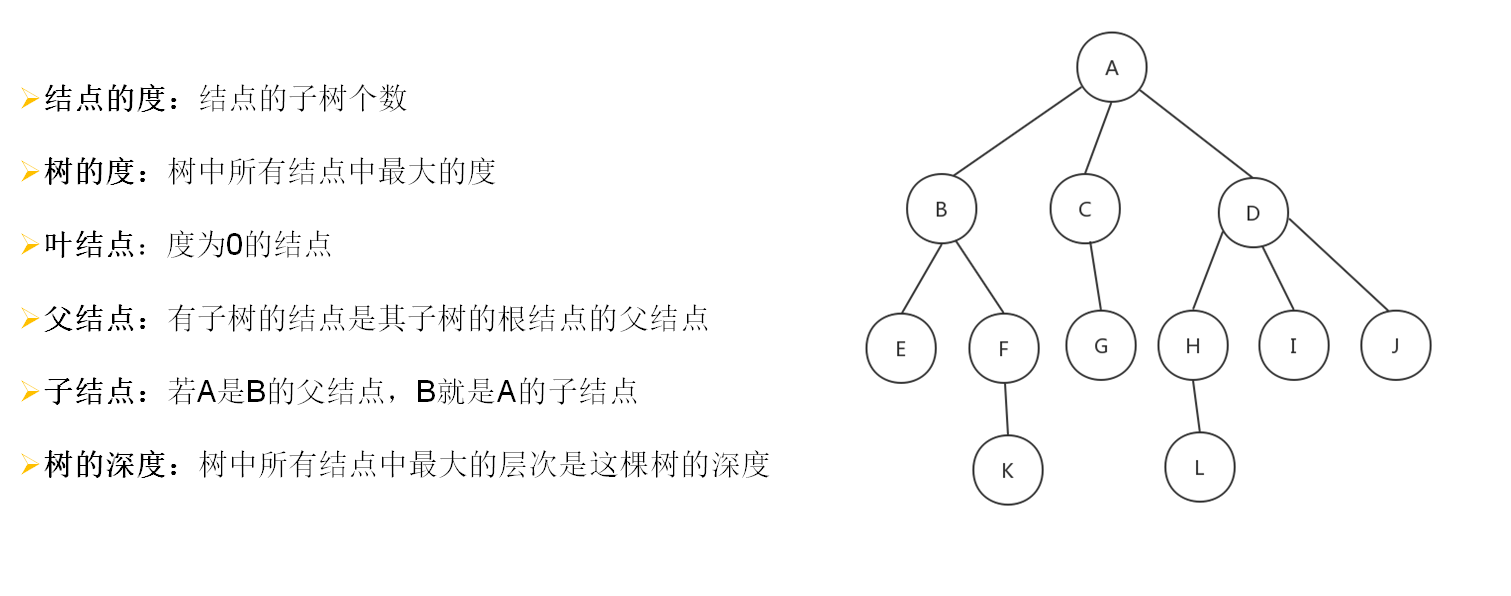 结点的度：结点的子树个数
树的度：树中所有结点中最大的度
叶结点：度为0的结点
父结点：有子树的结点是其子树的根结点的父结点
子结点：若A是B的父结点，B就是A的子结点
树的深度：树中所有结点中最大的层次是这棵树的深度
A
B C D
E F G H I J
K L